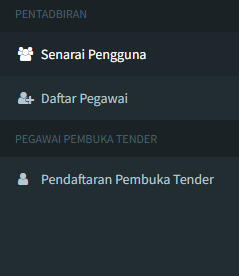 PENTADBIRAN
Senarai Pengguna
Daftar Pegawai
PEGAWAI PEMBUKA TENDER
Pendaftaran Pembuka Tender